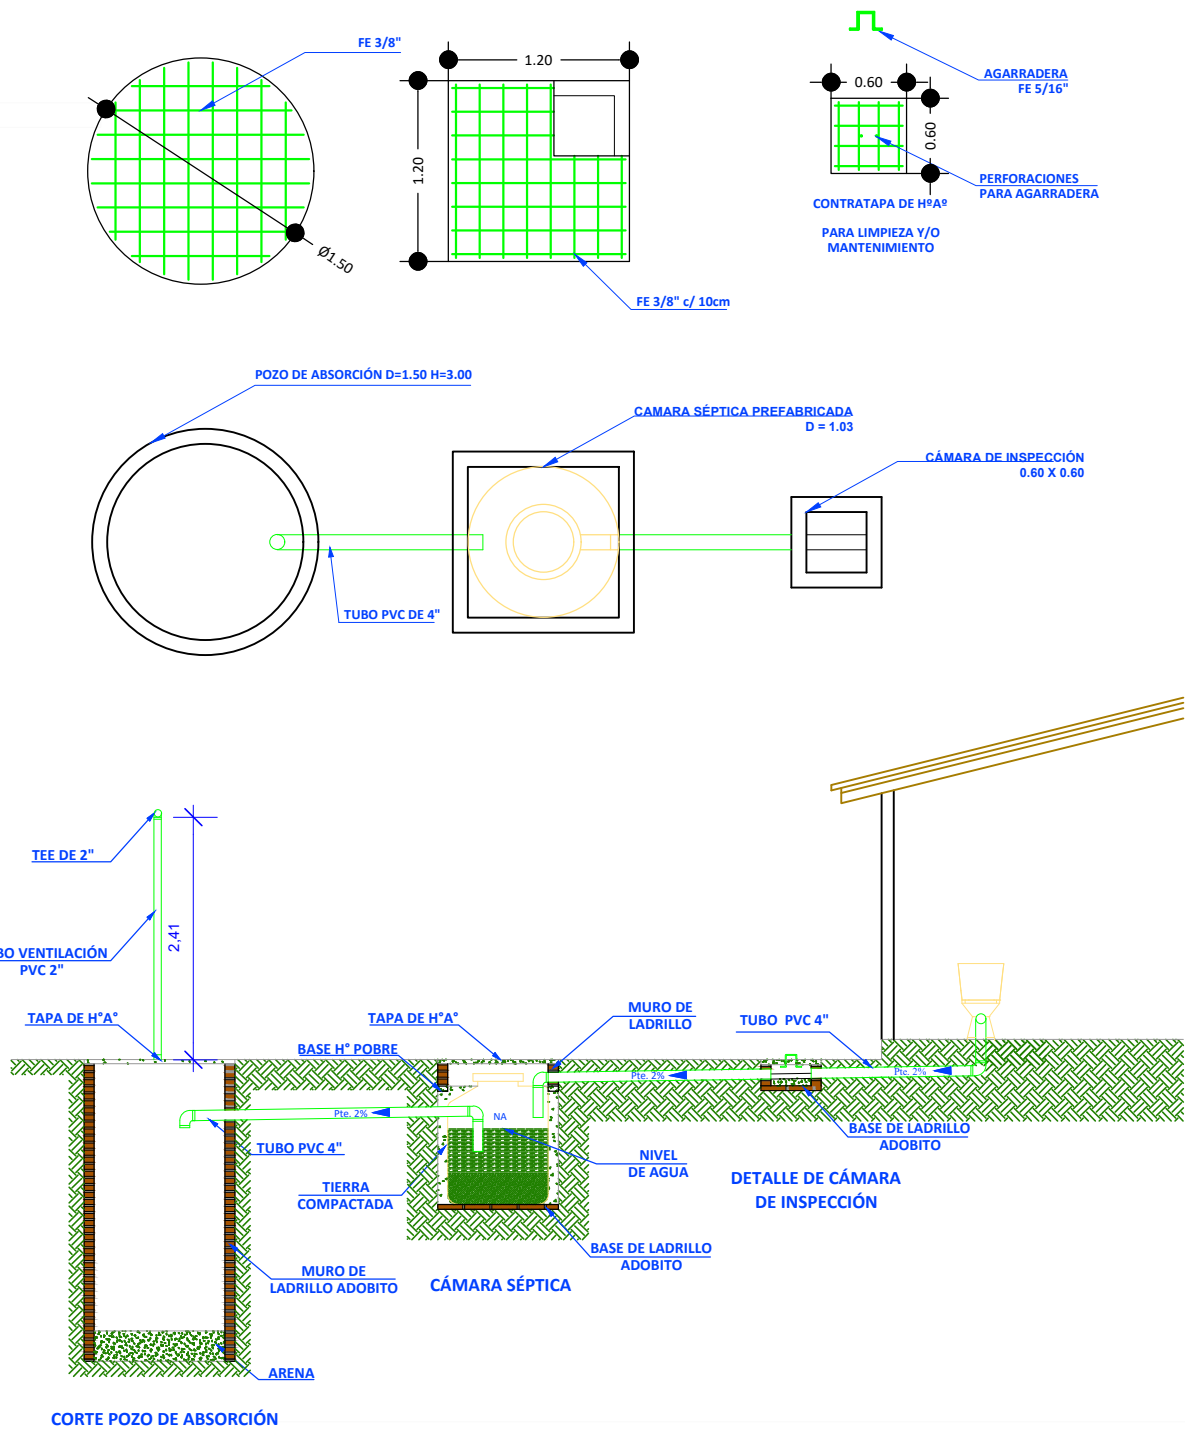 FE 3/8"
1.20
1.20
Ø1.50
FE 3/8" c/ 10cm
AGARRADERA
FE 5/16"
0.60
0.60
PERFORACIONES
PARA AGARRADERA
CONTRATAPA DE HºAº
PARA LIMPIEZA Y/O
MANTENIMIENTO
POZO DE ABSORCIÓN D=1.50 H=3.00
CAMARA SÉPTICA PREFABRICADA
D = 1.03
CÁMARA DE INSPECCIÓN
0.60 X 0.60
TUBO PVC DE 4"
TEE DE 2"
2,41
BO VENTILACIÓN
PVC 2"
TAPA DE H°A°
TAPA DE H°A°
BASE H° POBRE
MURO DE
LADRILLO
TUBO PVC 4"
Pte. 2%
Pte. 2%
Pte. 2%
NA
TUBO PVC 4"
TIERRA
COMPACTADA
NIVEL
DE AGUA
BASE DE LADRILLO
ADOBITO
DETALLE DE CÁMARA
DE INSPECCIÓN
BASE DE LADRILLO
ADOBITO
CÁMARA SÉPTICA
MURO DE
LADRILLO ADOBITO
ARENA
CORTE POZO DE ABSORCIÓN